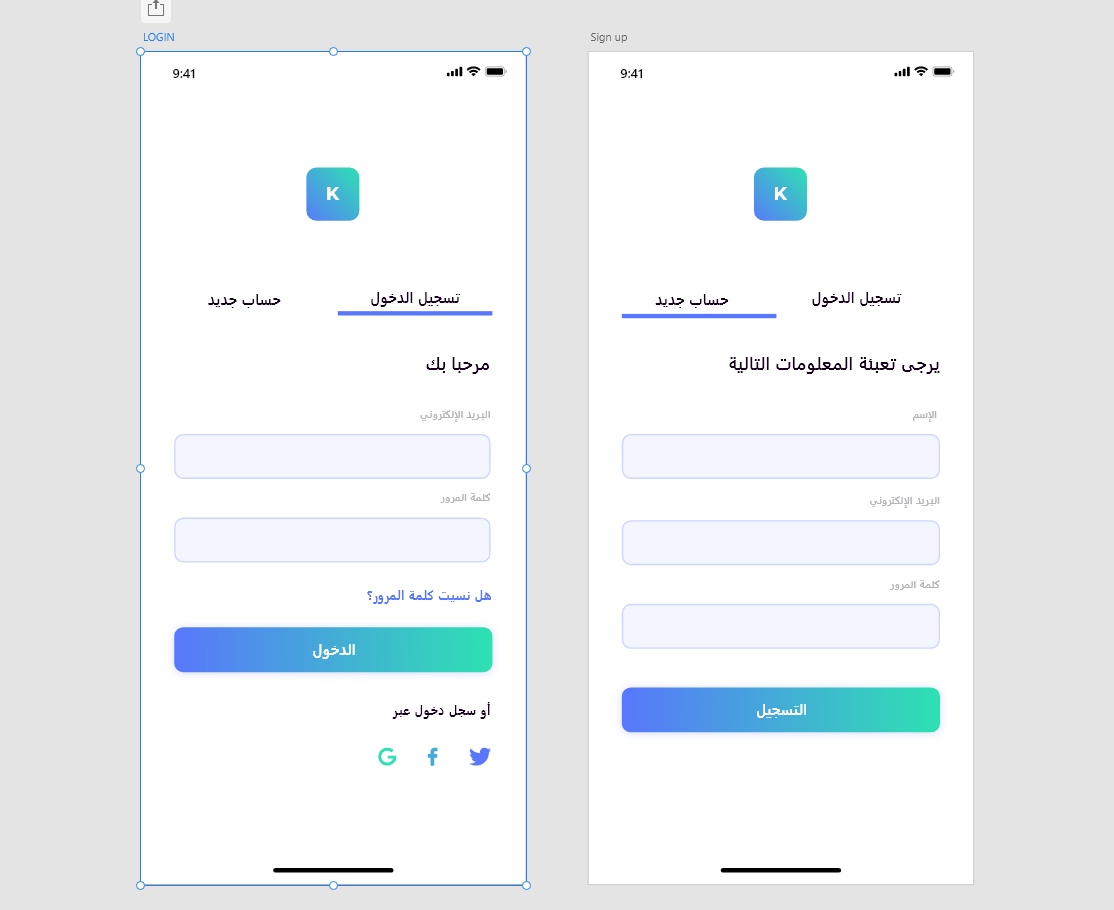 LOGIN
9:41
K
تسجيل الدخول
حساب جديد
مرحبا بك
البريد الإلكتروني
كلمة المرور
هل نسيت كلمة المرور؟
الدخول
أو سجل دخول عبر
G f
Sign up
9:41
K
تسجيل الدخول
حساب جديد
يرجى تعبئة المعلومات التالية
الإسم
البريد الإلكتروني
كلمة المرور
التسجيل